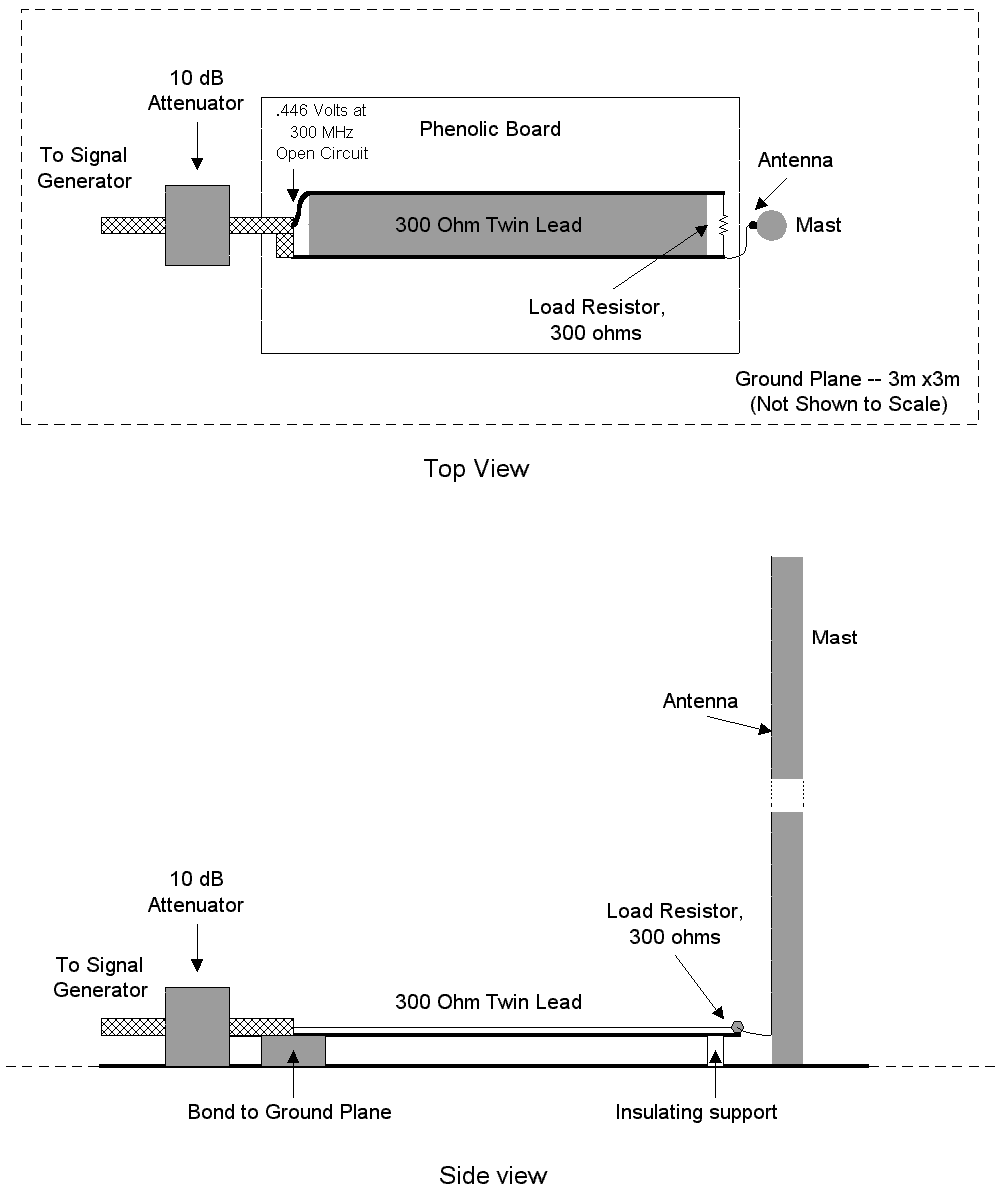 10 dB
Attenuator
.446 Volts at
300 MHz
Open Circuit
Phenolic Board
To Signal
Generator
Antenna
300 Ohm Twin Lead
Mast
Load Resistor,
300 ohms
Ground Plane -- 3m x3m
(Not Shown to Scale)
Top View
Mast
Antenna
10 dB
Attenuator
Load Resistor,
300 ohms
To Signal
Generator
300 Ohm Twin Lead
Bond to Ground Plane
Insulating support
Side view